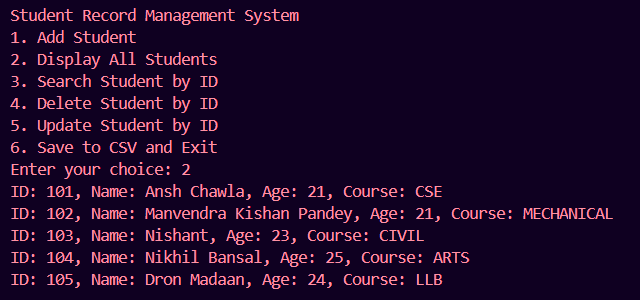 Student Record Management System
1. Add Student
2. Display All Students
3. Search Student by ID
4. Delete Student by ID
5. Update Student by ID
6. Save to CSV and Exit
Enter your choice: 2
ID: 101, Name: Ansh Chawla, Age: 21, Course: CSE
ID: 102, Name: Manvendra Kishan Pandey, Age: 21, Course: MECHANICAL
ID: 103, Name: Nishant, Age: 23, Course: CIVIL
ID: 104, Name: Nikhil Bansal, Age: 25, Course: ARTS
ID: 105, Name: Dron Madaan, Age: 24, Course: LLB